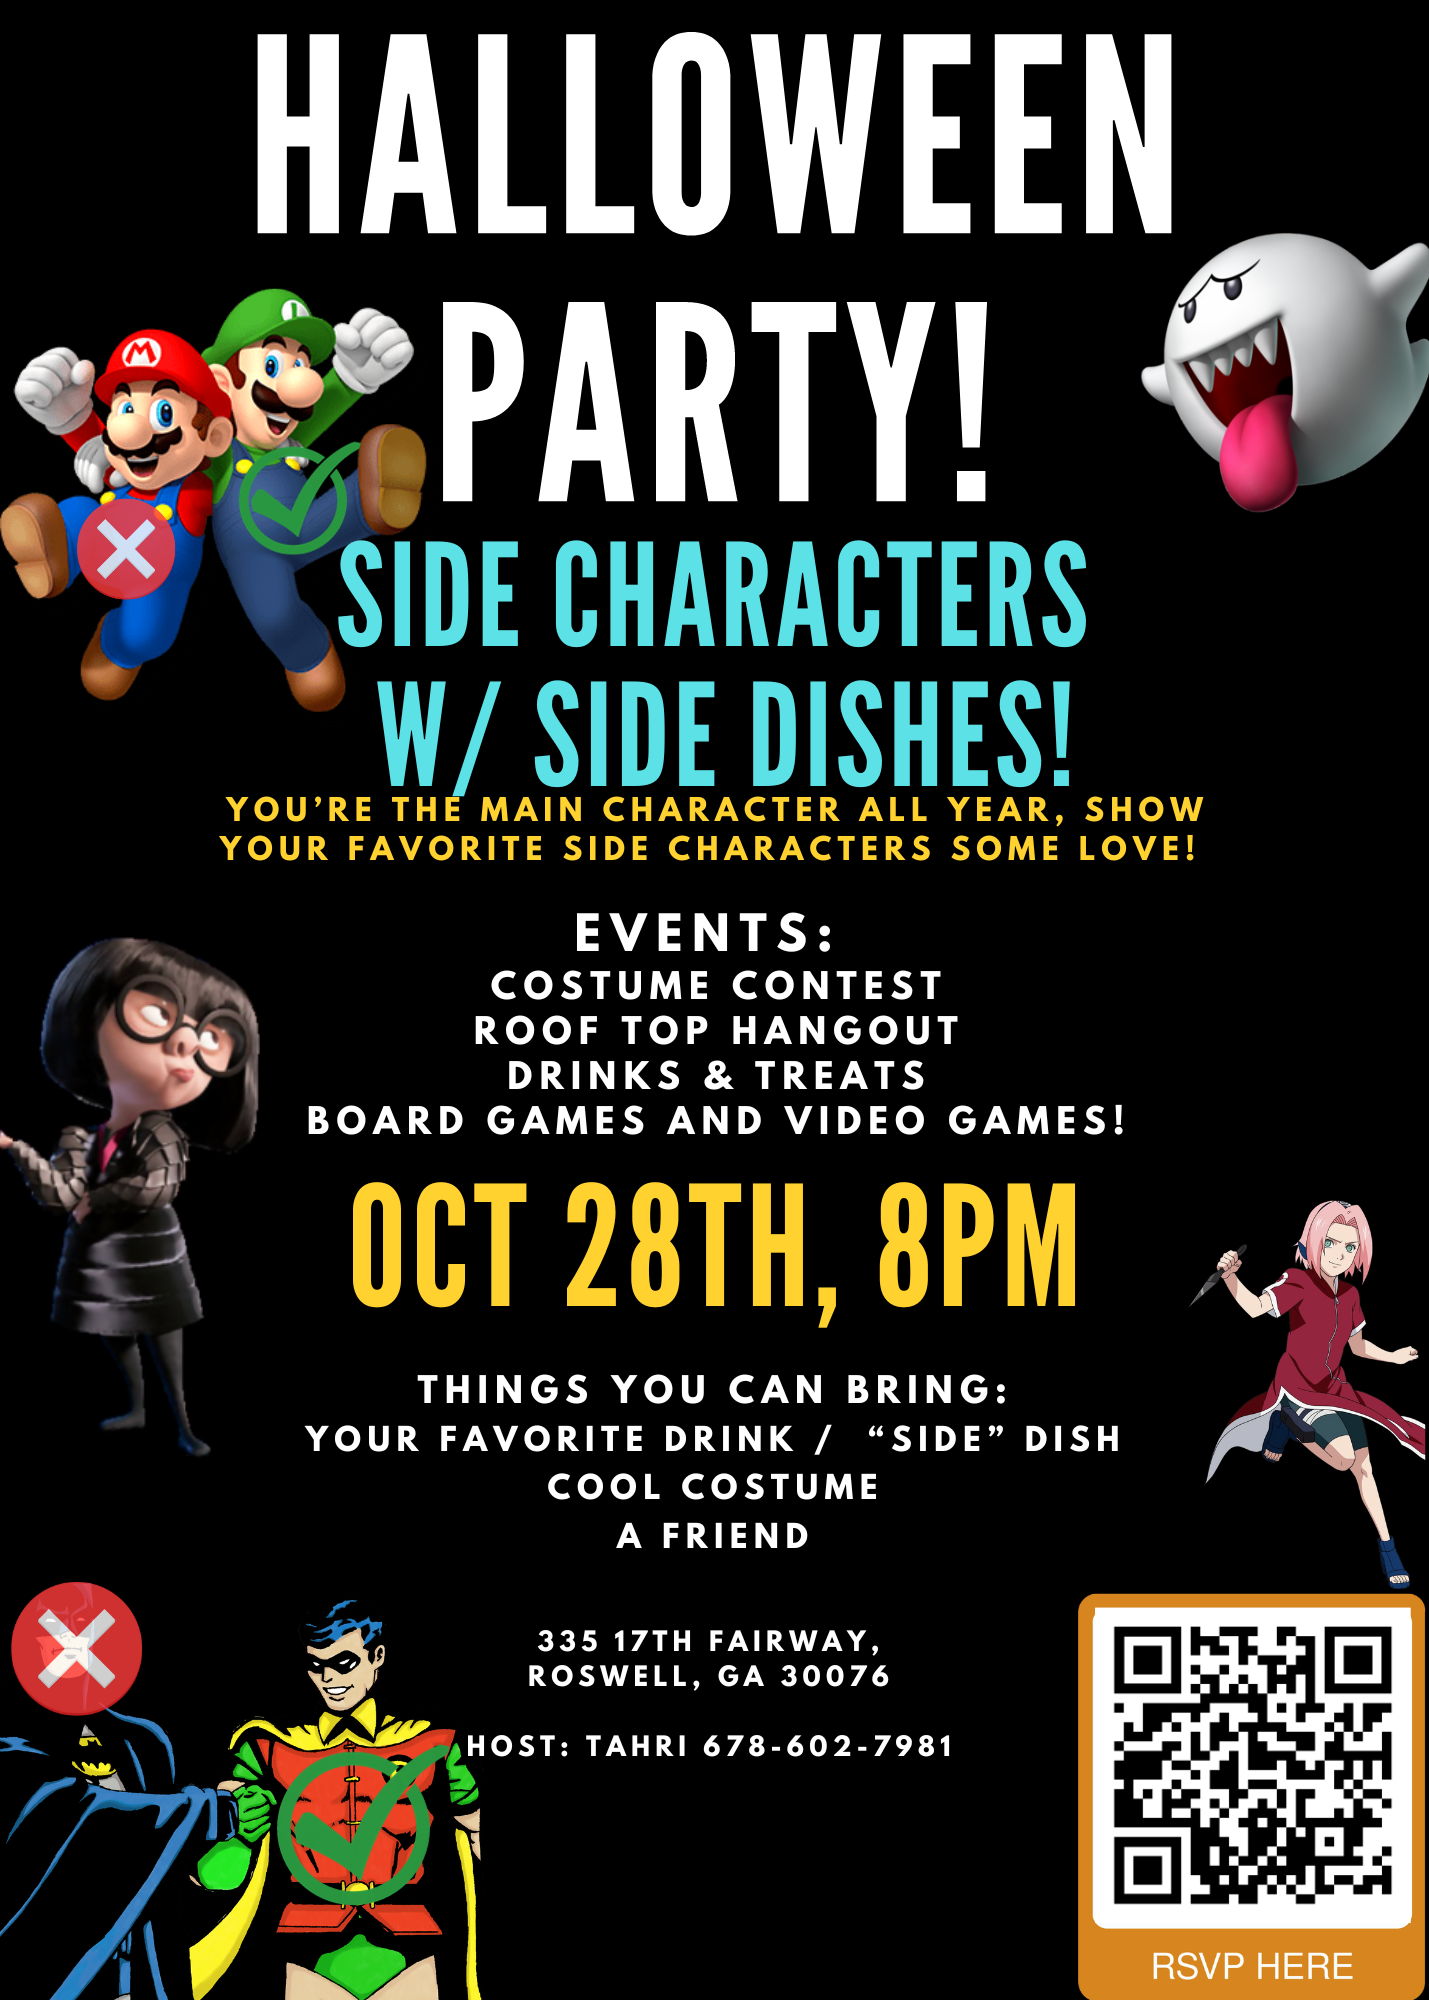 HALLOWEEN
PARTY!
SIDE CHARACTERS
W/ SIDE DISHES!
YOU'RE THE MAIN CHARACTER ALL YEAR, SHOW
YOUR FAVORITE SIDE CHARACTERS SOME LOVE!
EVENTS:
COSTUME CONTEST
ROOF TOP HANGOUT
DRINKS & TREATS
BOARD GAMES AND VIDEO GAMES!
OCT 28TH, 8PM
THINGS YOU CAN BRING:
YOUR FAVORITE DRINK / “SIDE” DISH
COOL COSTUME
A FRIEND
335 17TH FAIRWAY,
ROSWELL, GA 30076
HOST: TAHRI 678-602-7981
RSVP HERE
M
L